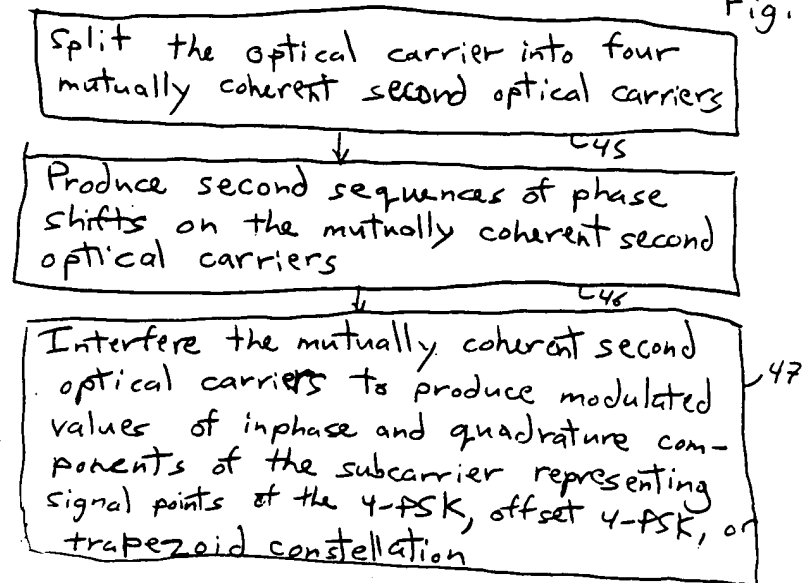 Fig.
Split the optical carrier into four
mutually coherent second optical carriers
45
Produce second sequences of phase
shifts on the mutually coherent second
optical carriers
46
Interfere the mutually coherent second
optical carriers to produce modulated
47
values of inphase and quadrature com-
ponents of the subcarrier representing
signal points of the 4-PSK, offset 4-PSK, or
trapezoid constellation